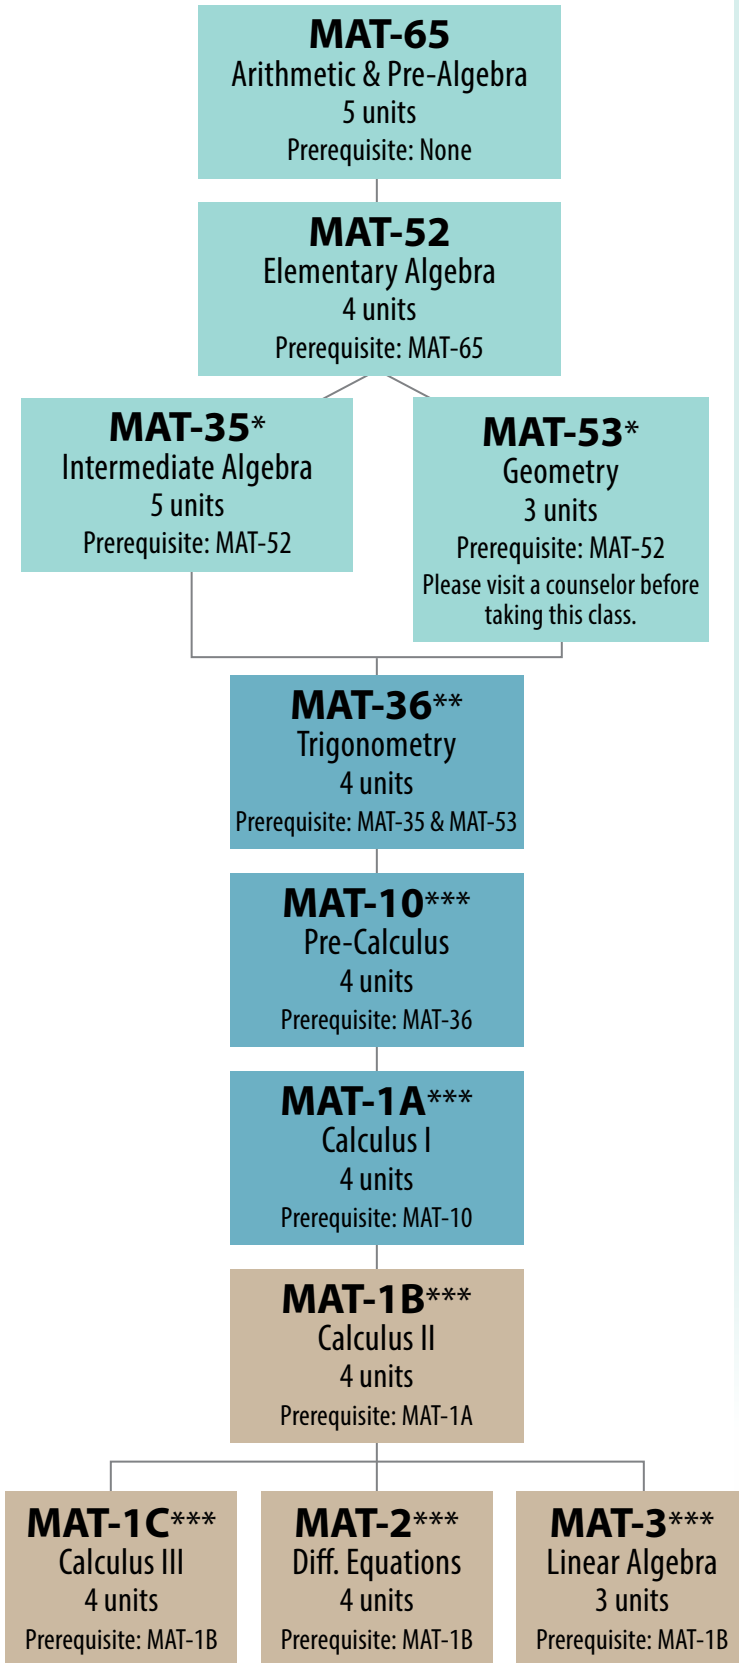 MAT-65
Arithmetic & Pre-Algebra
5 units
Prerequisite: None
MAT-52
Elementary Algebra
4 units
Prerequisite: MAT-65
MAT-35*
Intermediate Algebra
5 units
Prerequisite: MAT-52
MAT-53*
Geometry
3 units
Prerequisite: MAT-52
Please visit a counselor before
taking this class.
MAT-36**
Trigonometry
4 units
Prerequisite: MAT-35 & MAT-53
MAT-10***
Pre-Calculus
4 units
Prerequisite: MAT-36
MAT-1A***
Calculus I
4 units
Prerequisite: MAT-10
MAT-1B***
Calculus II
4 units
Prerequisite: MAT-1A
MAT-1C***
Calculus III
4 units
Prerequisite: MAT-1B
MAT-2***
Diff. Equations
4 units
Prerequisite: MAT-1B
MAT-3***
Linear Algebra
3 units
Prerequisite: MAT-1B